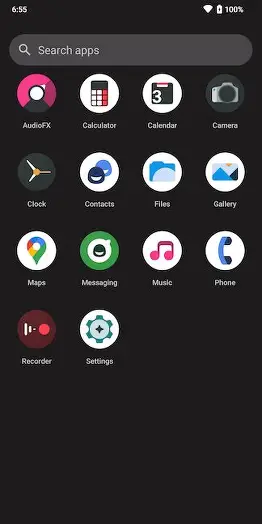 6:55 100%
Search apps
AudioFX Calculator Calendar Camera
3
Clock Contacts Files Gallery
Maps Messaging Music Phone
Recorder Settings